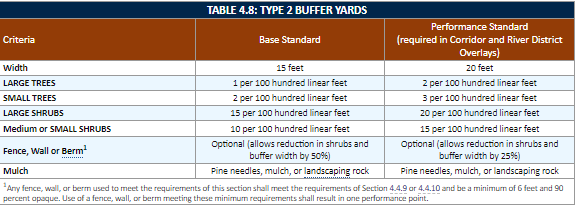 TABLE 4.8: TYPE 2 BUFFER YARDS
Criteria
Base Standard
Performance Standard
(required in Corridor and River District
Overlays)
Width
15 feet
20 feet
LARGE TREES
1 per 100 hundred linear feet
2 per 100 hundred linear feet
SMALL TREES
2 per 100 hundred linear feet
3 per 100 hundred linear feet
LARGE SHRUBS
15 per 100 hundred linear feet
20 per 100 hundred linear feet
Medium or SMALL SHRUBS
10 per 100 hundred linear feet
15 per 100 hundred linear feet
Fence, Wall or Berm1
Optional (allows reduction in shrubs and
buffer width by 50%)
Optional (allows reduction in shrubs and
buffer width by 25%)
Mulch
Pine needles, mulch, or landscaping rock
Pine needles, mulch, or landscaping rock
1Any fence, wall, or berm used to meet the requirements of this section shall meet the requirements of Section 4.4.9 or 4.4.10 and be a minimum of 6 feet and 90
percent opaque. Use of a fence, wall, or berm meeting these minimum requirements shall result in one performance point.